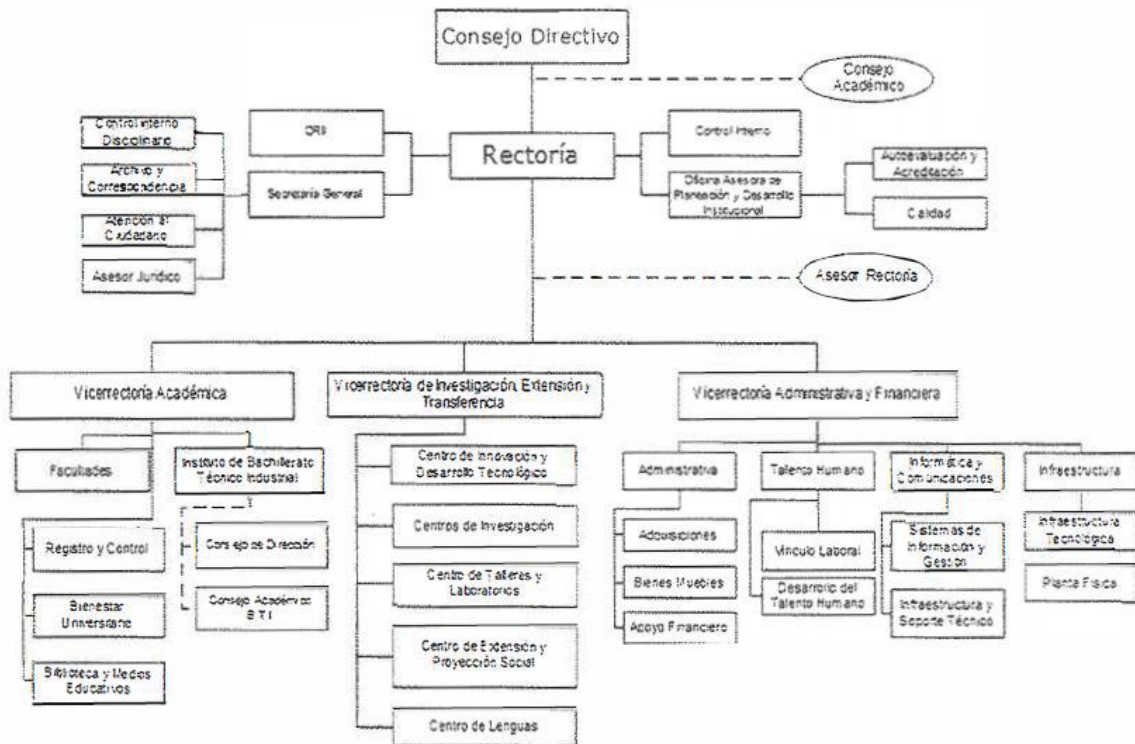 Consejo Directivo
Consejo
Académico
Control Interno
Disciplinario
ORII
Rectoría
Control Interno
Autoevaluación y
Acreditación
Archivo y
Correspondencia
Secretaría General
Oficina Asesora de
Planeación y Desarrollo
Institucional
Calidad
Atención al
Ciudadano
Asesor Jurídico
Asesor Rectoría
Vicerrectoría Académica
Vicerrectoría de Investigación, Extensión y
Transferencia
Vicerrectoría Administrativa y Financiera
Facultades
Instituto de Bachillerato
Técnico Industrial
Registro y Control
Consejo de Dirección
Bienestar
Universitario
Consejo Académico
Biblioteca y Medios
Educativos
Centro de Innovación y
Desarrollo Tecnológico
Centros de Investigación
Centro de Talleres y
Laboratorios
Centro de Extensión y
Proyección Social
Centro de Lenguas
Administrativa
Talento Humano
Informática y
Comunicaciones
Infraestructura
Adquisiciones
Vínculo Laboral
Sistemas de
Información y
Gestión
Infraestructura
Tecnológica
Bienes Muebles
Desarrollo del
Talento Humano
Infraestructura y
Soporte Técnico
Planta Física
Apoyo Financiero